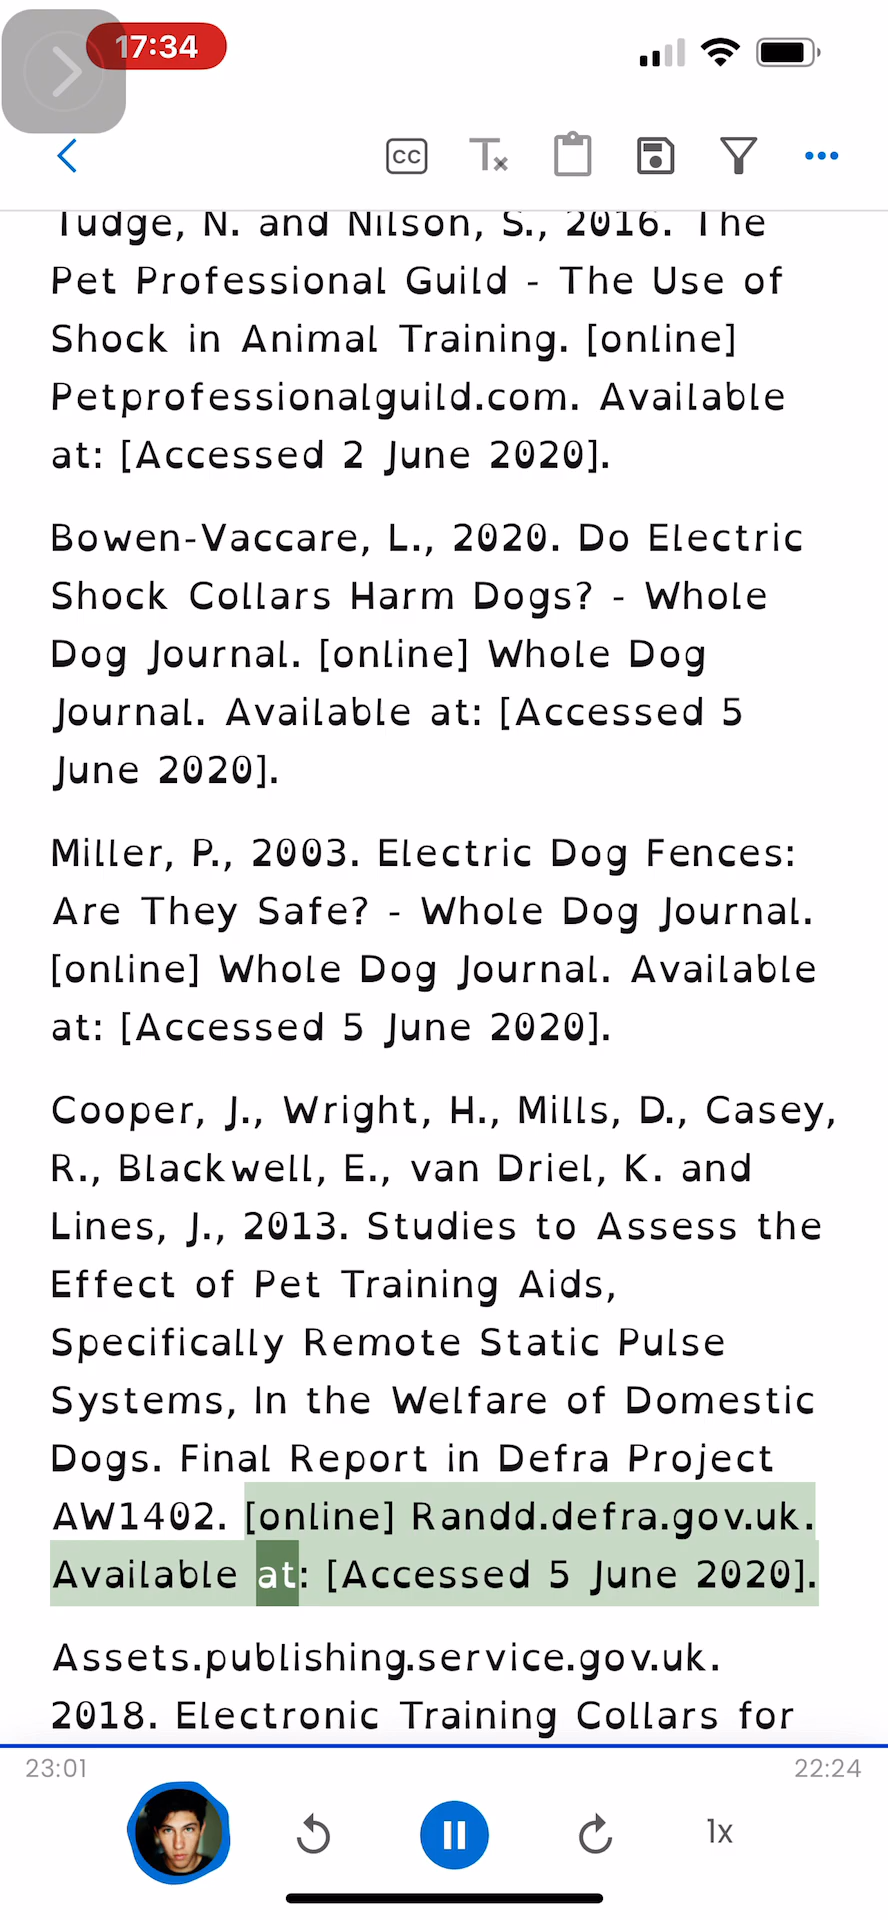 17:34
CC
Tx
Tudge, N. and Nilson, S., 2016. The
Pet Professional Guild - The Use of
Shock in Animal Training. [online]
Petprofessionalguild.com. Available
at: [Accessed 2 June 2020].
Bowen-Vaccare, L., 2020. Do Electric
Shock Collars Harm Dogs? - Whole
Dog Journal. [online] Whole Dog
Journal. Available at: [Accessed 5
June 2020].
Miller, P., 2003. Electric Dog Fences:
Are They Safe? - Whole Dog Journal.
[online] Whole Dog Journal. Available
at: [Accessed 5 June 2020].
Cooper, J., Wright, H., Mills, D., Casey,
R., Blackwell, E., van Driel, K. and
Lines, J., 2013. Studies to Assess the
Effect of Pet Training Aids,
Specifically Remote Static Pulse
Systems, In the Welfare of Domestic
Dogs. Final Report in Defra Project
AW1402. [online] Randd.defra.gov.uk.
Available at: [Accessed 5 June 2020].
Assets.publishing.service.gov.uk.
2018. Electronic Training Collars for
23:01
22:24
1x